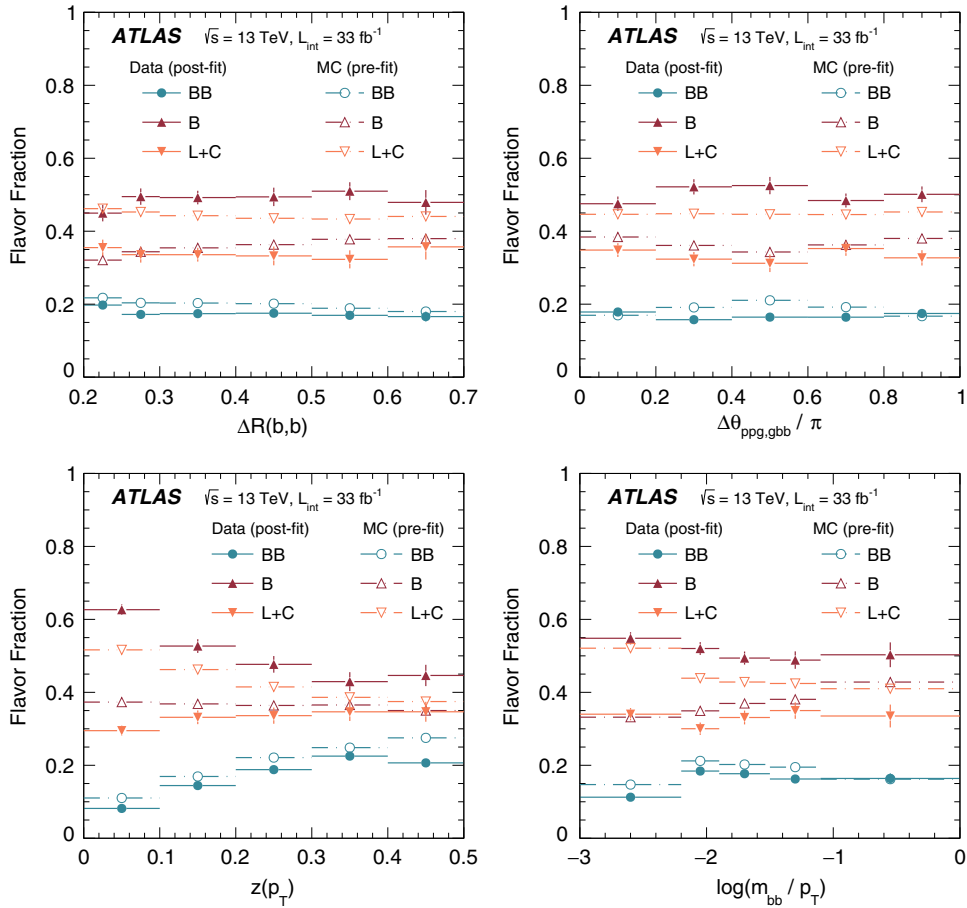 ATLAS √s = 13 TeV, L_int = 33 fb⁻¹
Data (post-fit) MC (pre-fit)
BB BB
B B
L+C L+C
Flavor Fraction
1
0.8
0.6
0.4
0.2
0
0.2 0.3 0.4 0.5 0.6 0.7
ΔR(b,b)
ATLAS √s = 13 TeV, L_int = 33 fb⁻¹
Data (post-fit) MC (pre-fit)
BB BB
B B
L+C L+C
Flavor Fraction
1
0.8
0.6
0.4
0.2
0
0 0.2 0.4 0.6 0.8 1
Δθ_ppg,gbb / π
ATLAS √s = 13 TeV, L_int = 33 fb⁻¹
Data (post-fit) MC (pre-fit)
BB BB
B B
L+C L+C
Flavor Fraction
1
0.8
0.6
0.4
0.2
0
0 0.1 0.2 0.3 0.4 0.5
z(p_T)
ATLAS √s = 13 TeV, L_int = 33 fb⁻¹
Data (post-fit) MC (pre-fit)
BB BB
B B
L+C L+C
Flavor Fraction
1
0.8
0.6
0.4
0.2
0
−3 −2 −1 0
log(m_bb / p_T)